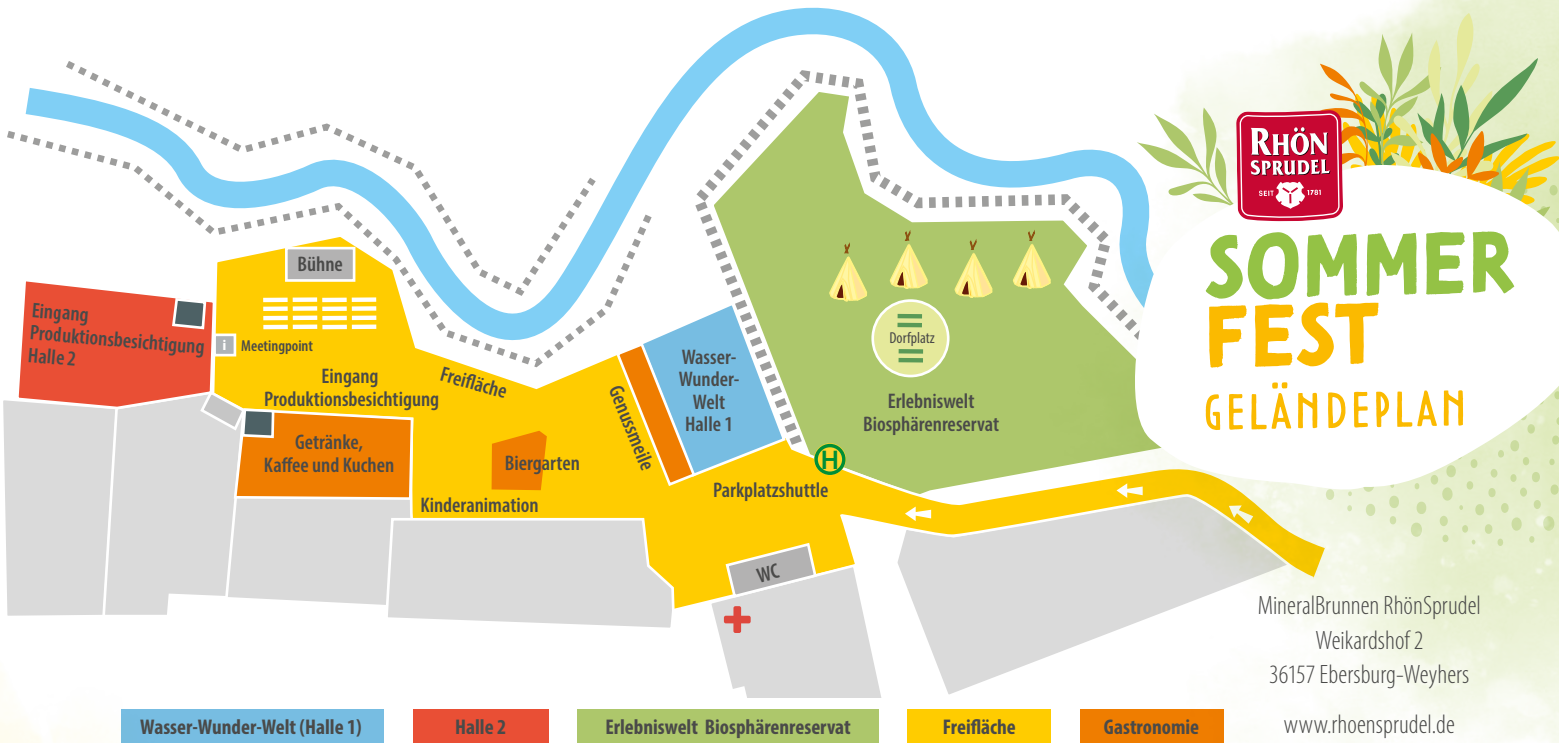 RHÖN
SPRUDEL
SEIT 1781
SOMMER
FEST
GELÄNDEPLAN
Bühne
Eingang
Produktionsbesichtigung
Halle 2
i Meetingpoint
Eingang
Produktionsbesichtigung
Freifläche
Getränke,
Kaffee und Kuchen
Biergarten
Kinderanimation
Genussmeile
Wasser-
Wunder-
Welt
Halle 1
Dorfplatz
Erlebniswelt
Biosphärenreservat
H
Parkplatzshuttle
WC
MineralBrunnen RhönSprudel
Weikardshof 2
36157 Ebersburg-Weyhers
www.rhoensprudel.de
Wasser-Wunder-Welt (Halle 1)
Halle 2
Erlebniswelt Biosphärenreservat
Freifläche
Gastronomie